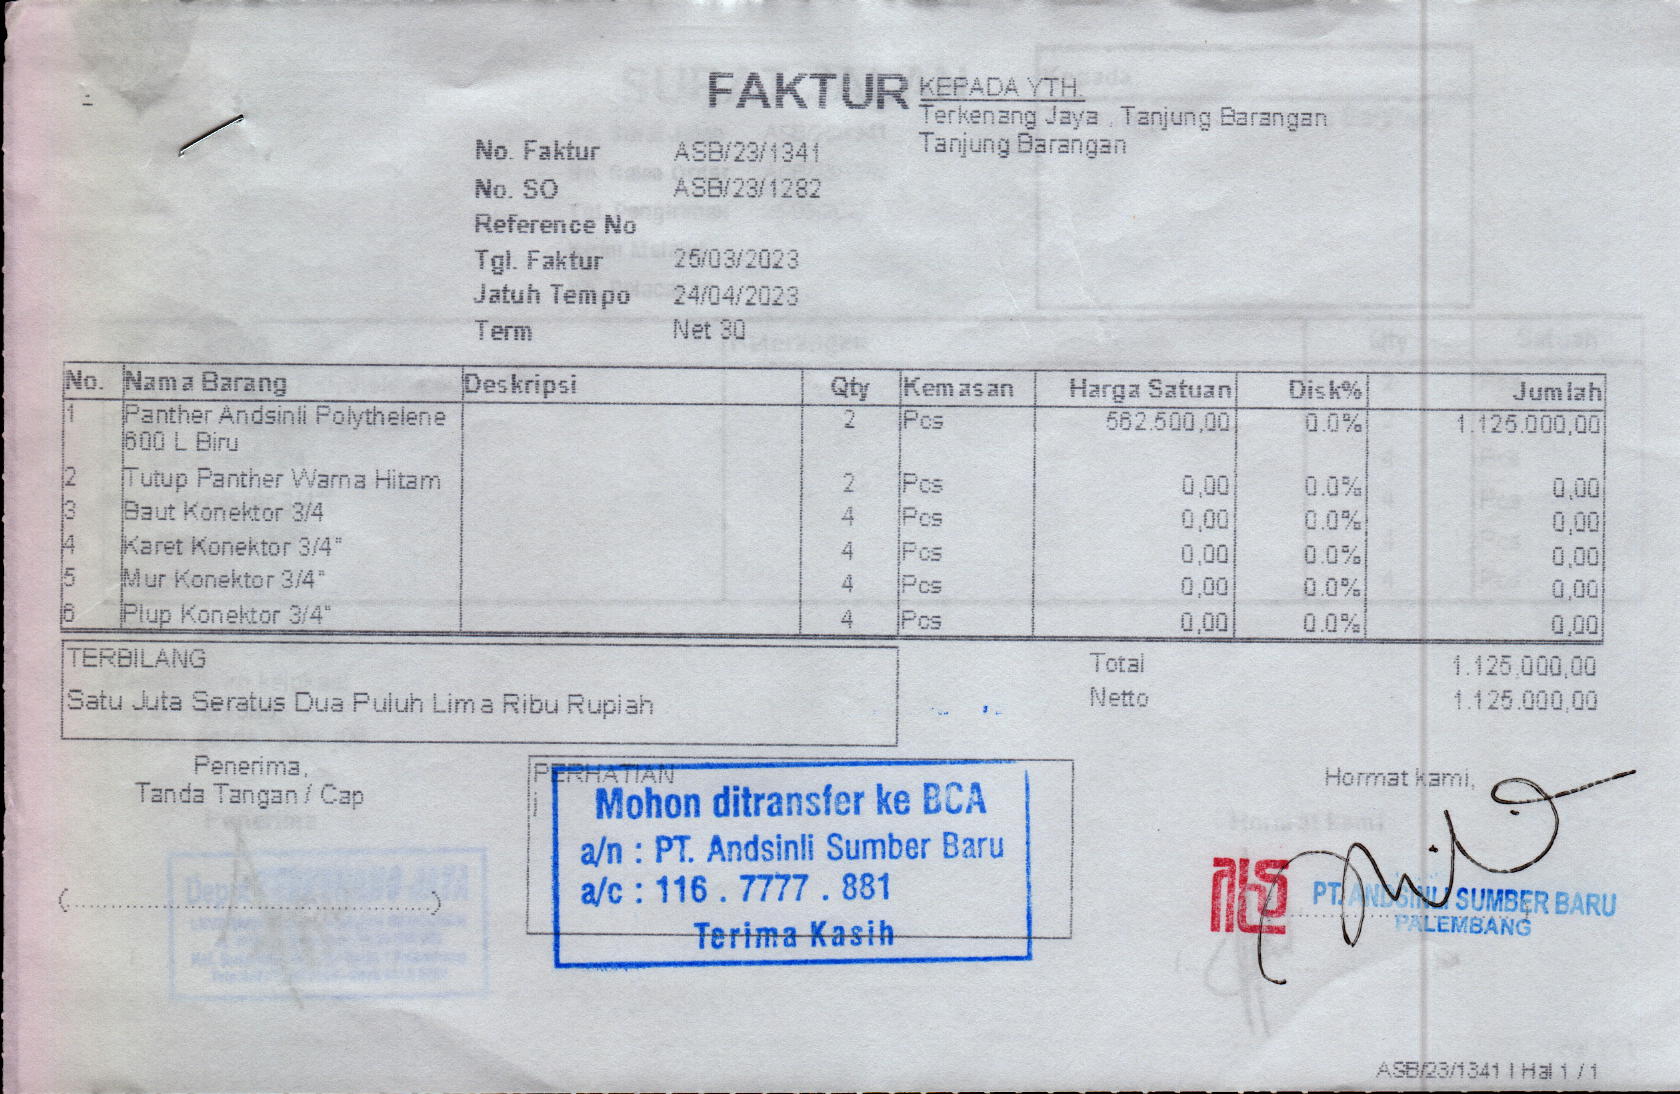 FAKTUR
KEPADA YTH.
Terkenang Jaya , Tanjung Barangan
Tanjung Barangan
No. Faktur ASB/23/1341
No. SO ASB/23/1282
Reference No
Tgl. Faktur 25/03/2023
Jatuh Tempo 24/04/2023
Term Net 30
No. Nama Barang Deskripsi Qty Kemasan Harga Satuan Disk% Jumlah
1 Panther Andsinli Polythelene 2 Pcs 562.500,00 0.0% 1.125.000,00
600 L Biru
2 Tutup Panther Warna Hitam 2 Pcs 0,00 0.0% 0,00
3 Baut Konektor 3/4 4 Pcs 0,00 0.0% 0,00
4 Karet Konektor 3/4" 4 Pcs 0,00 0.0% 0,00
5 Mur Konektor 3/4" 4 Pcs 0,00 0.0% 0,00
6 Plup Konektor 3/4" 4 Pcs 0,00 0.0% 0,00
TERBILANG
Satu Juta Seratus Dua Puluh Lima Ribu Rupiah
Total 1.125.000,00
Netto 1.125.000,00
Penerima,
Tanda Tangan / Cap
PERHATIAN
Mohon ditransfer ke BCA
a/n : PT. Andsinli Sumber Baru
a/c : 116 . 7777 . 881
Terima Kasih
Hormat kami,
PT. ANDSINLI SUMBER BARU
PALEMBANG
ASB/23/1341 | Hal 1 / 1